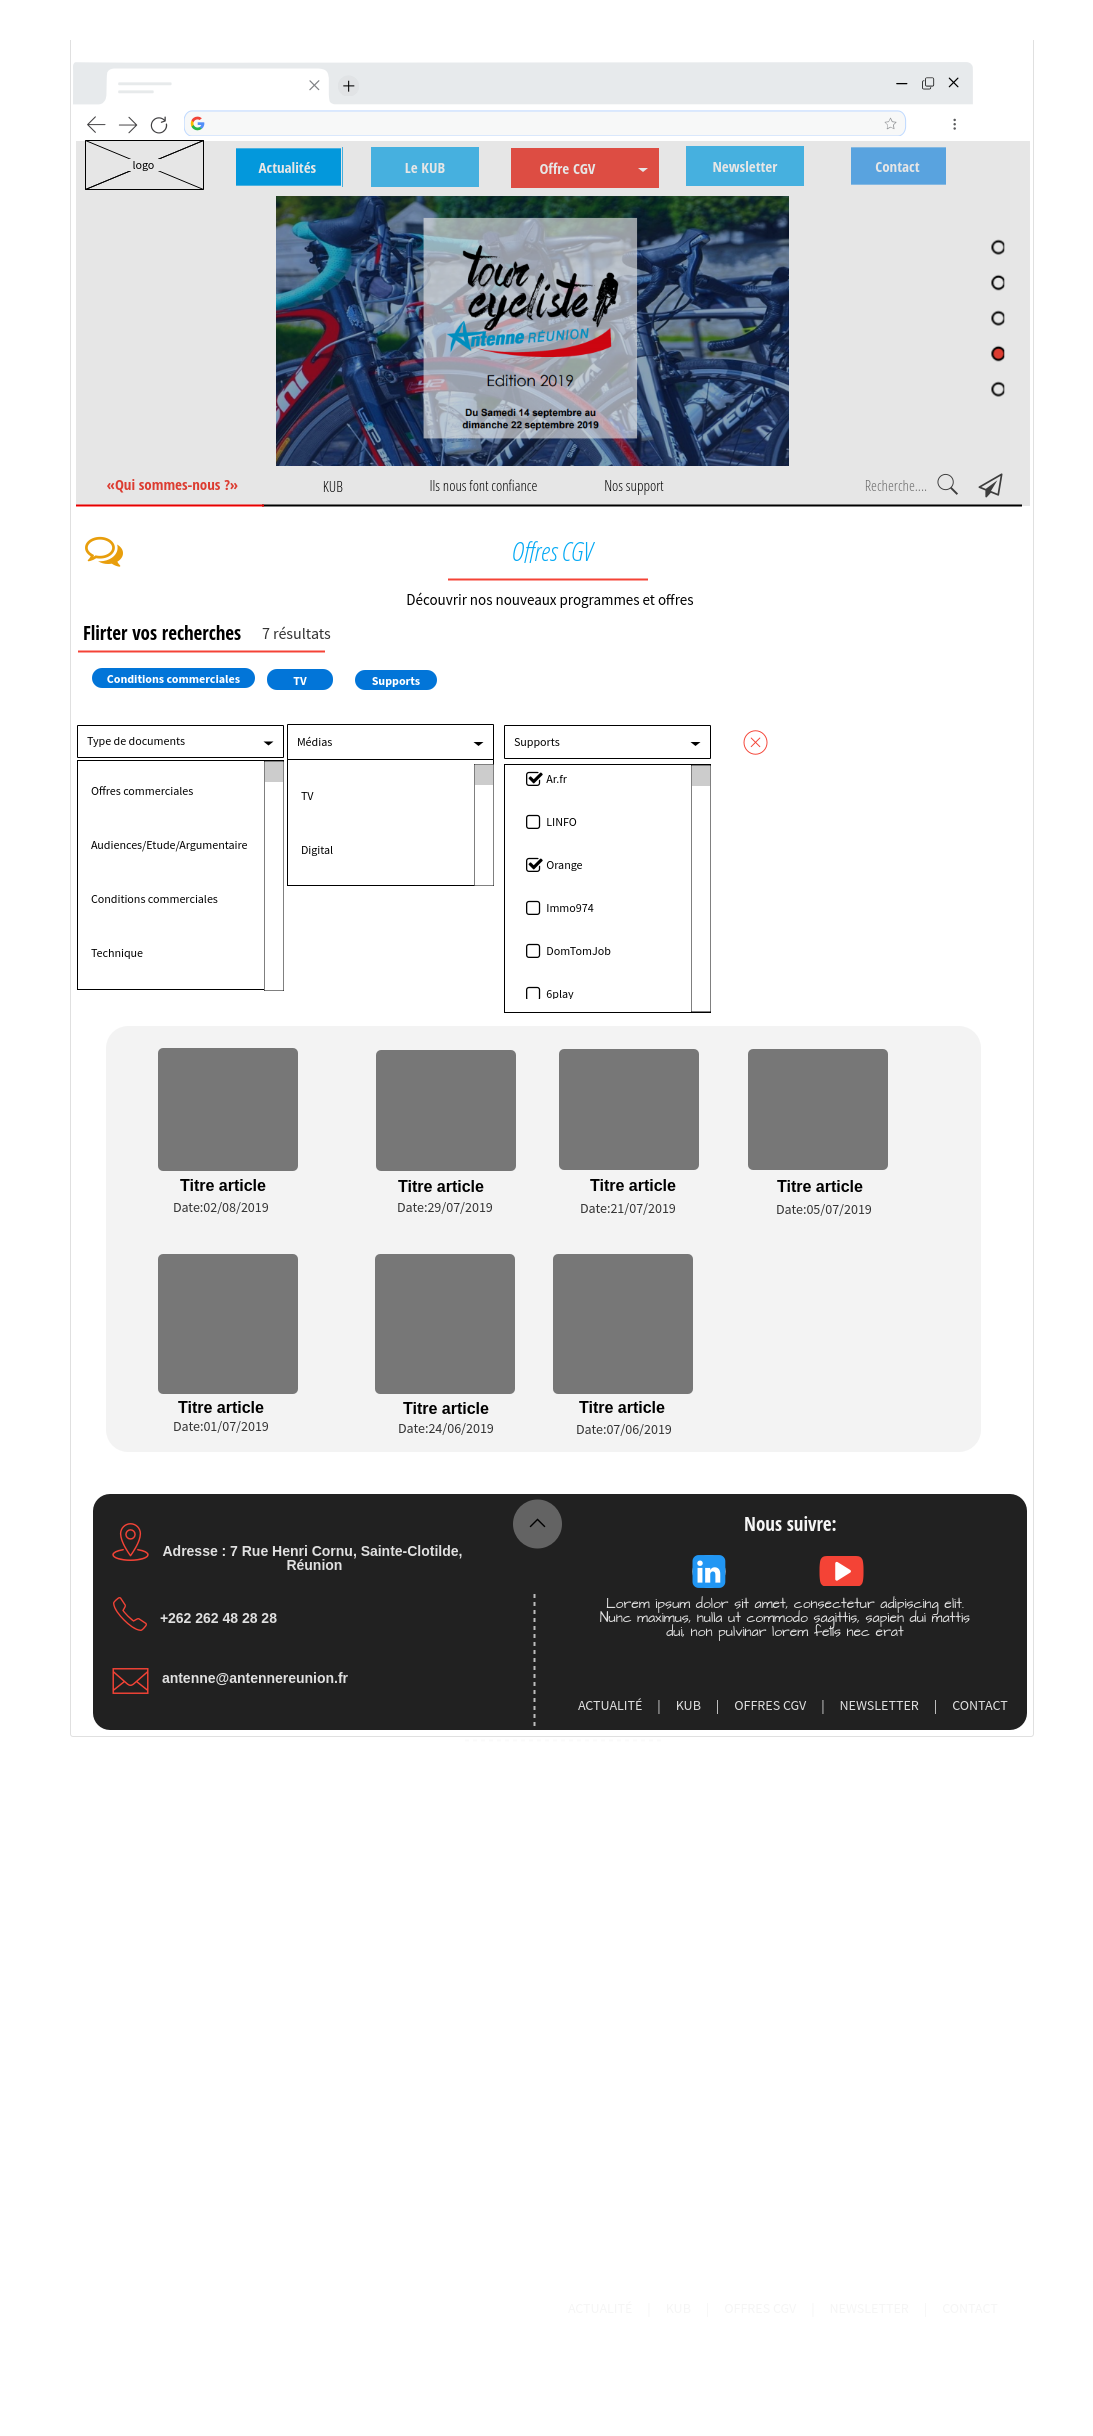 logo
Actualités
Le KUB
Offre CGV
Newsletter
Contact
tour
cycliste
Antenne RÉUNION
Edition 2019
Du Samedi 14 septembre au
dimanche 22 septembre 2019
«Qui sommes-nous ?»
KUB
Ils nous font confiance
Nos support
Recherche....
Offres CGV
Découvrir nos nouveaux programmes et offres
Flirter vos recherches
7 résultats
Conditions commerciales
TV
Supports
Type de documents
Médias
Supports
Offres commerciales
Audiences/Etude/Argumentaire
Conditions commerciales
Technique
TV
Digital
Ar.fr
LINFO
Orange
Immo974
DomTomJob
6play
Titre article
Date:02/08/2019
Titre article
Date:29/07/2019
Titre article
Date:21/07/2019
Titre article
Date:05/07/2019
Titre article
Date:01/07/2019
Titre article
Date:24/06/2019
Titre article
Date:07/06/2019
Adresse : 7 Rue Henri Cornu, Sainte-Clotilde,
Réunion
+262 262 48 28 28
antenne@antennereunion.fr
Nous suivre:
in
Lorem ipsum dolor sit amet, consectetur adipiscing elit.
Nunc maximus, nulla ut commodo sagittis, sapien dui mattis
dui, non pulvinar lorem felis nec erat
ACTUALITÉ | KUB | OFFRES CGV | NEWSLETTER | CONTACT
ACTUALITÉ | KUB | OFFRES CGV | NEWSLETTER | CONTACT